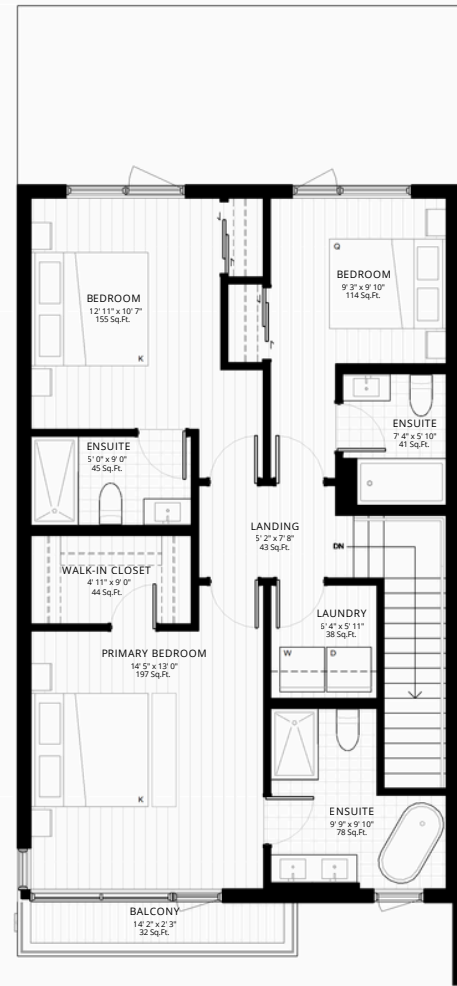 BEDROOM
12' 11" x 10' 7"
155 Sq.Ft.
K
Q
BEDROOM
9' 3" x 9' 10"
114 Sq.Ft.
ENSUITE
5' 0" x 9' 0"
45 Sq.Ft.
ENSUITE
7' 4" x 5' 10"
41 Sq.Ft.
LANDING
5' 2" x 7' 8"
43 Sq.Ft.
DN
WALK-IN CLOSET
4' 11" x 9' 0"
44 Sq.Ft.
LAUNDRY
5' 4" x 5' 11"
38 Sq.Ft.
W D
PRIMARY BEDROOM
14' 5" x 13' 0"
197 Sq.Ft.
K
ENSUITE
9' 9" x 9' 10"
78 Sq.Ft.
BALCONY
14' 2" x 2' 3"
32 Sq.Ft.